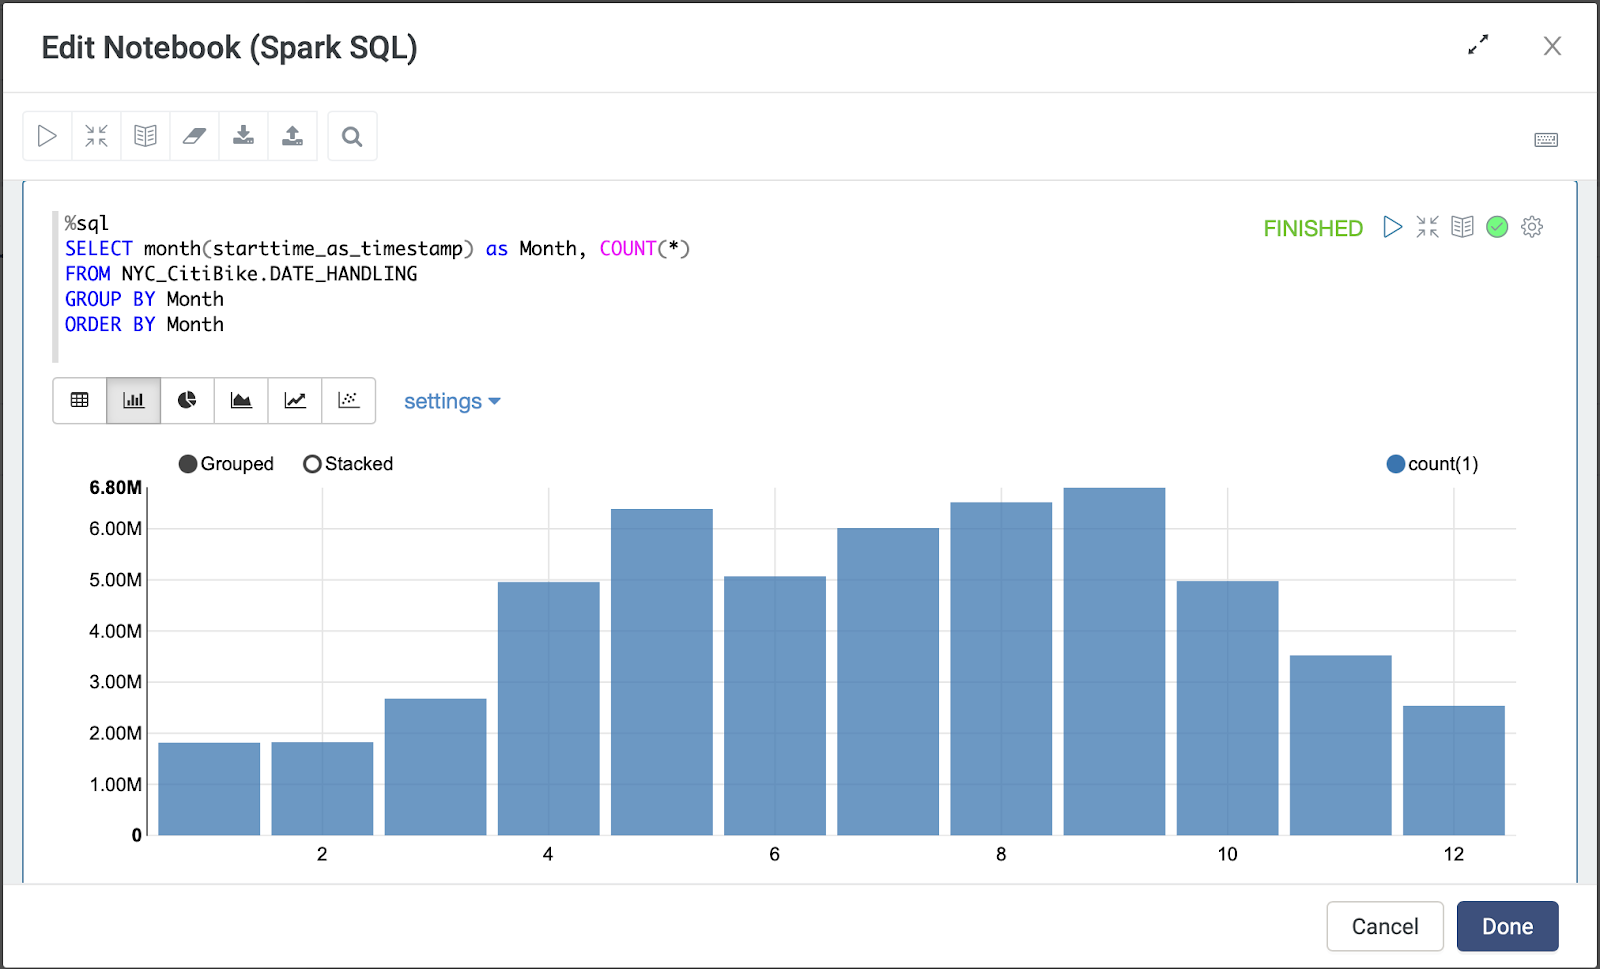 Edit Notebook (Spark SQL)
%sql
SELECT month(starttime_as_timestamp) as Month, COUNT(*)
FROM NYC_CitiBike.DATE_HANDLING
GROUP BY Month
ORDER BY Month
FINISHED
settings
Grouped Stacked count(1)
6.80M
6.00M
5.00M
4.00M
3.00M
2.00M
1.00M
0
2 4 6 8 10 12
Cancel Done